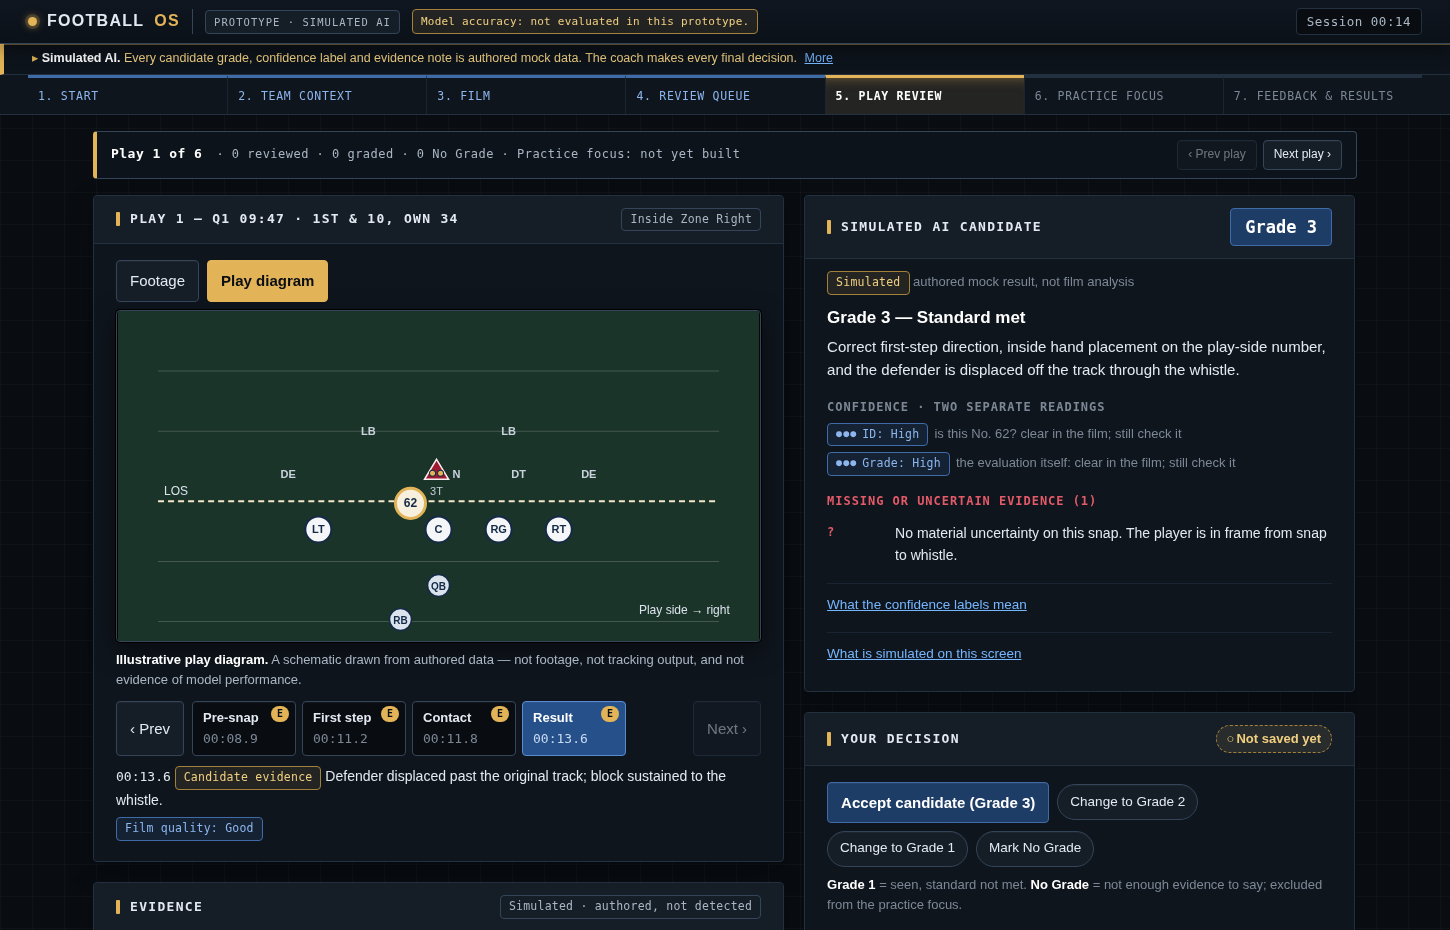 FOOTBALL OS
PROTOTYPE · SIMULATED AI
Model accuracy: not evaluated in this prototype.
Session 00:14
▸ Simulated AI. Every candidate grade, confidence label and evidence note is authored mock data. The coach makes every final decision. More
1. START
2. TEAM CONTEXT
3. FILM
4. REVIEW QUEUE
5. PLAY REVIEW
6. PRACTICE FOCUS
7. FEEDBACK & RESULTS
Play 1 of 6 · 0 reviewed · 0 graded · 0 No Grade · Practice focus: not yet built
‹ Prev play
Next play ›
PLAY 1 — Q1 09:47 · 1ST & 10, OWN 34
Inside Zone Right
Footage
Play diagram
LB
LB
DE
N
DT
DE
LOS
3T
62
LT
C
RG
RT
QB
RB
Play side → right
Illustrative play diagram. A schematic drawn from authored data — not footage, not tracking output, and not
evidence of model performance.
‹ Prev
Pre-snap E
00:08.9
First step E
00:11.2
Contact E
00:11.8
Result E
00:13.6
Next ›
00:13.6 Candidate evidence Defender displaced past the original track; block sustained to the
whistle.
Film quality: Good
EVIDENCE
Simulated · authored, not detected
SIMULATED AI CANDIDATE
Grade 3
Simulated authored mock result, not film analysis
Grade 3 — Standard met
Correct first-step direction, inside hand placement on the play-side number,
and the defender is displaced off the track through the whistle.
CONFIDENCE · TWO SEPARATE READINGS
●●● ID: High is this No. 62? clear in the film; still check it
●●● Grade: High the evaluation itself: clear in the film; still check it
MISSING OR UNCERTAIN EVIDENCE (1)
? No material uncertainty on this snap. The player is in frame from snap
to whistle.
What the confidence labels mean
What is simulated on this screen
YOUR DECISION
○ Not saved yet
Accept candidate (Grade 3)
Change to Grade 2
Change to Grade 1
Mark No Grade
Grade 1 = seen, standard not met. No Grade = not enough evidence to say; excluded
from the practice focus.